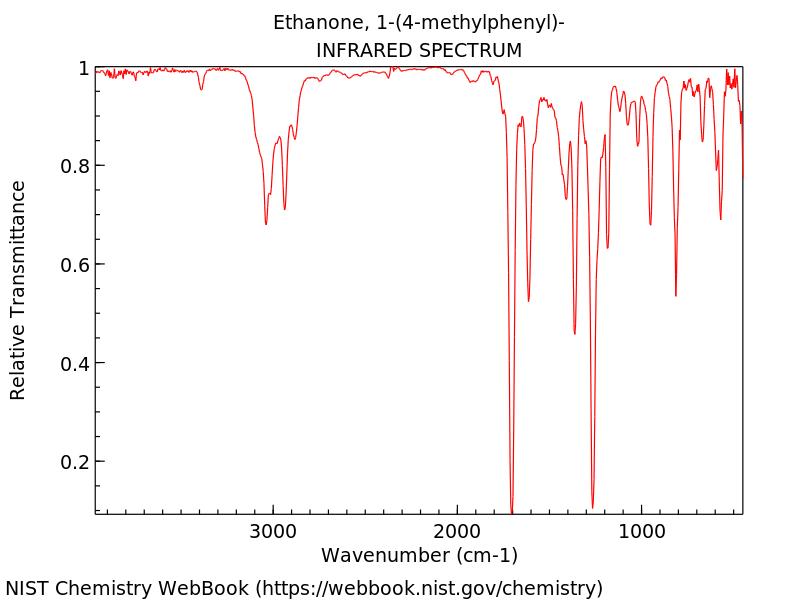 Ethanone, 1-(4-methylphenyl)-
INFRARED SPECTRUM
1
0.8
0.6
0.4
0.2
Relative Transmittance
3000 2000 1000
Wavenumber (cm-1)
NIST Chemistry WebBook (https://webbook.nist.gov/chemistry)